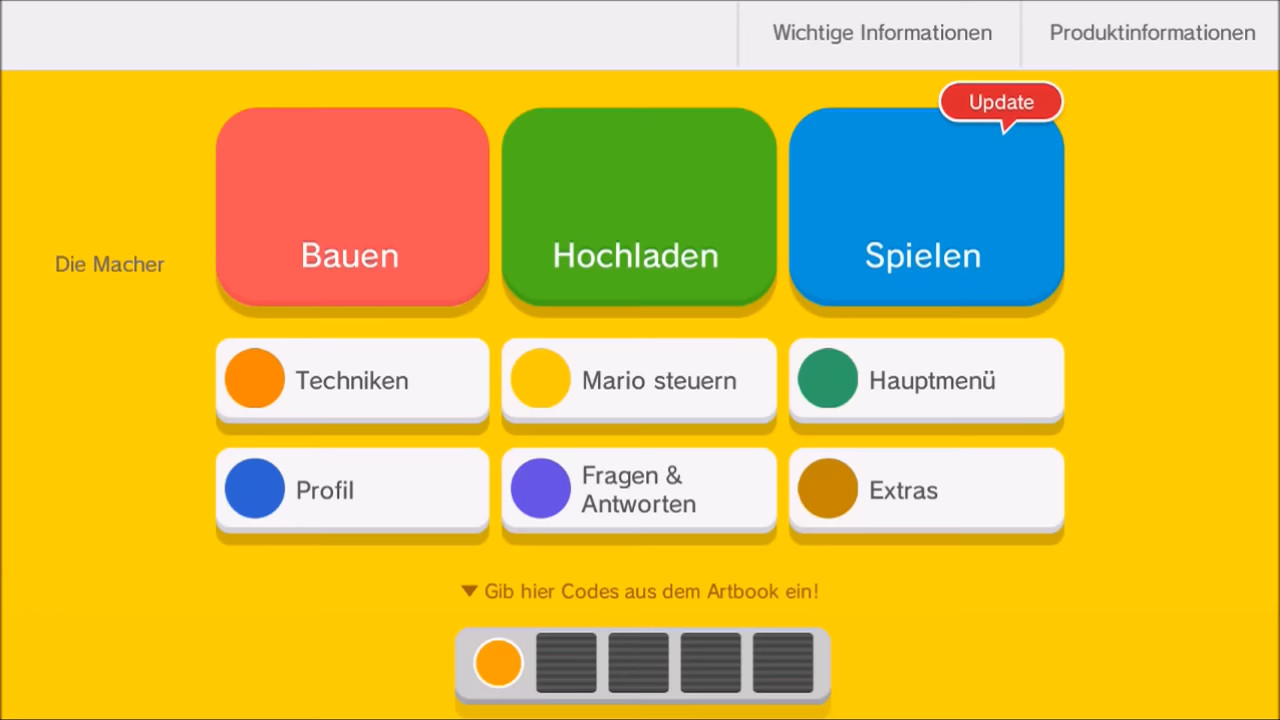 Wichtige Informationen
Produktinformationen
Update
Die Macher
Bauen
Hochladen
Spielen
Techniken
Mario steuern
Hauptmenü
Profil
Fragen &
Antworten
Extras
Gib hier Codes aus dem Artbook ein!